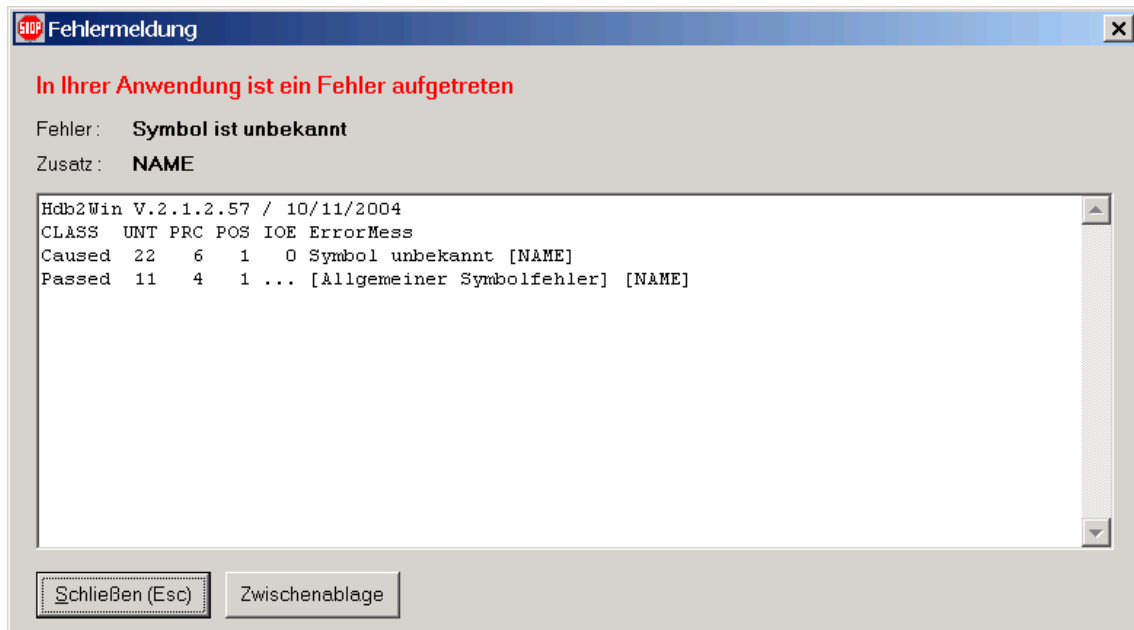 STOP Fehlermeldung
In Ihrer Anwendung ist ein Fehler aufgetreten
Fehler: Symbol ist unbekannt
Zusatz: NAME
Hdb2Win V.2.1.2.57 / 10/11/2004
CLASS UNT PRC POS IOE ErrorMess
Caused 22 6 1 0 Symbol unbekannt [NAME]
Passed 11 4 1 ... [Allgemeiner Symbolfehler] [NAME]
Schließen (Esc) Zwischenablage